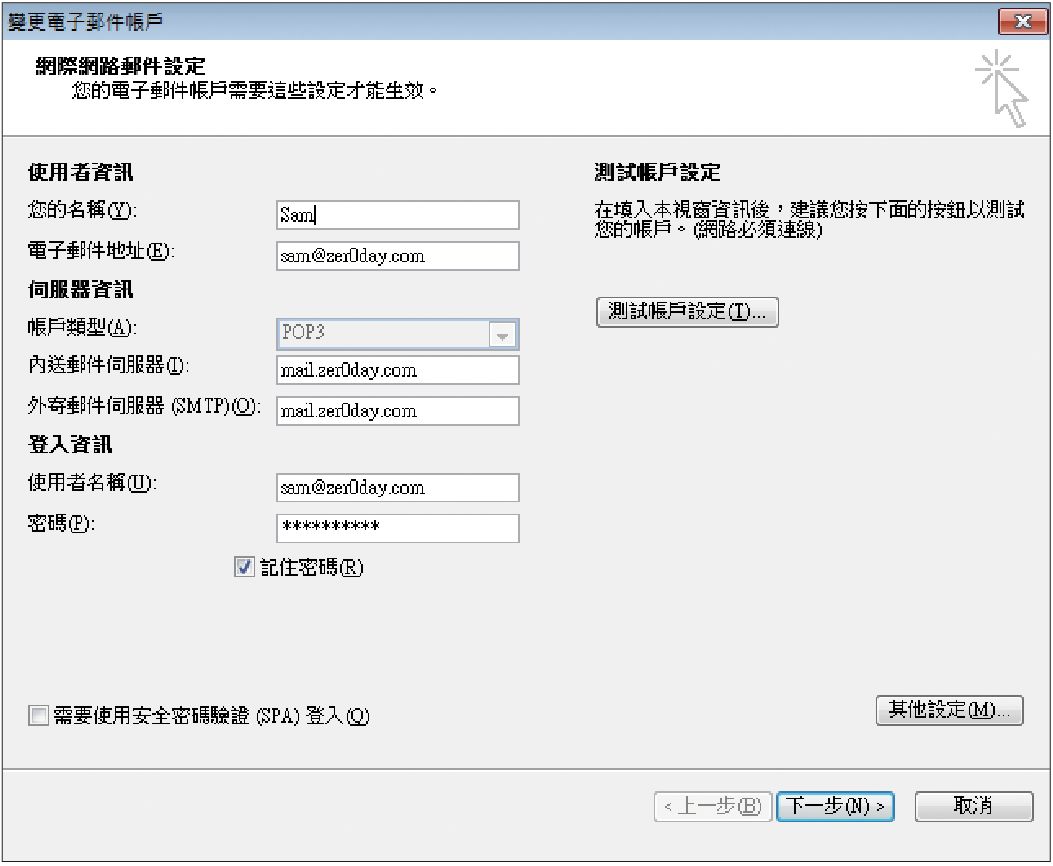 變更電子郵件帳戶
網際網路郵件設定
您的電子郵件帳戶需要這些設定才能生效。
使用者資訊
您的名稱(Y):
Sam
電子郵件地址(E):
sam@zer0day.com
伺服器資訊
帳戶類型(A):
POP3
內送郵件伺服器(I):
mail.zer0day.com
外寄郵件伺服器 (SMTP)(O):
mail.zer0day.com
登入資訊
使用者名稱(U):
sam@zer0day.com
密碼(P):
**********
記住密碼(R)
需要使用安全密碼驗證 (SPA) 登入(Q)
測試帳戶設定
在填入本視窗資訊後，建議您按下面的按鈕以測試
您的帳戶。(網路必須連線)
測試帳戶設定(T)...
其他設定(M)...
< 上一步(B)
下一步(N) >
取消